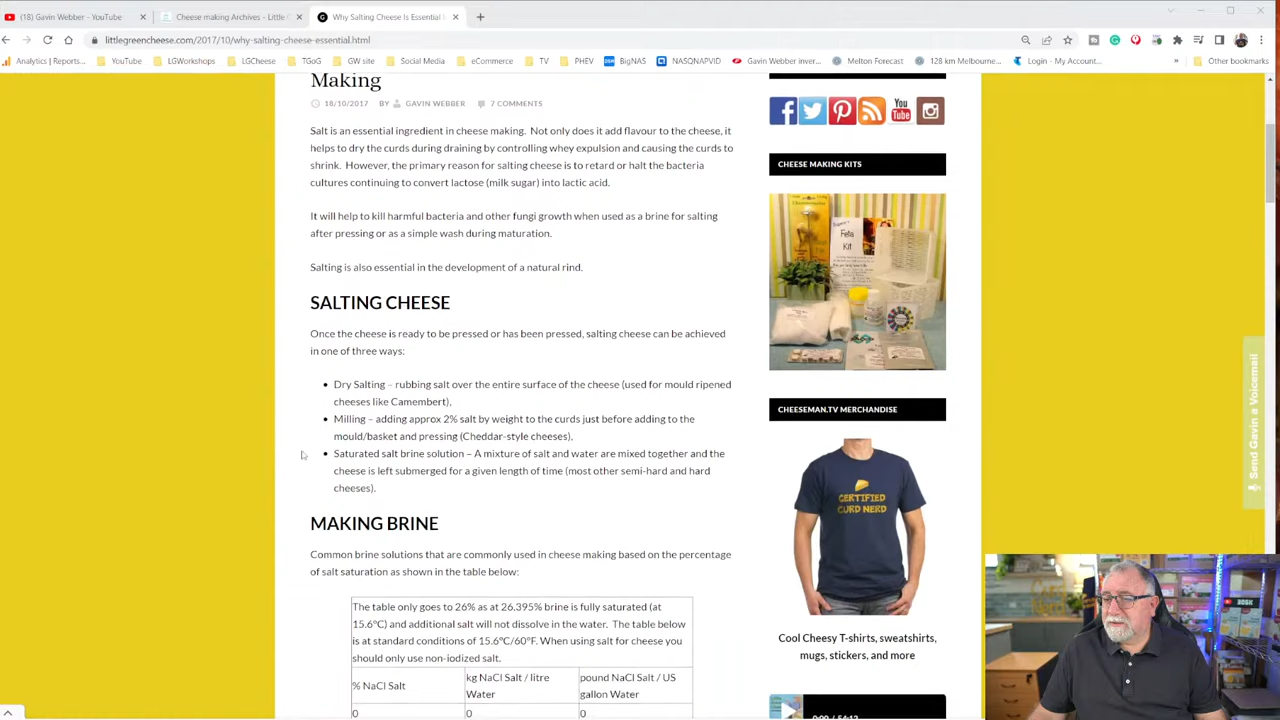 (18) Gavin Webber - YouTube
Cheese making Archives - Little G
Why Salting Cheese Is Essential I
littlegreencheese.com/2017/10/why-salting-cheese-essential.html
Analytics | Reports...
YouTube
LGWorkshops
LGCheese
TGoG
GW site
Social Media
eCommerce
TV
PHEV
BigNAS
NASQNAPVID
Gavin Webber inver...
Melton Forecast
128 km Melbourne...
Login - My Account...
Other bookmarks
Making
18/10/2017 BY GAVIN WEBBER 7 COMMENTS
Salt is an essential ingredient in cheese making. Not only does it add flavour to the cheese, it
helps to dry the curds during draining by controlling whey expulsion and causing the curds to
shrink. However, the primary reason for salting cheese is to retard or halt the bacteria
cultures continuing to convert lactose (milk sugar) into lactic acid.
It will help to kill harmful bacteria and other fungi growth when used as a brine for salting
after pressing or as a simple wash during maturation.
Salting is also essential in the development of a natural rind.
SALTING CHEESE
Once the cheese is ready to be pressed or has been pressed, salting cheese can be achieved
in one of three ways:
• Dry Salting – rubbing salt over the entire surface of the cheese (used for mould ripened
cheeses like Camembert),
• Milling – adding approx 2% salt by weight to the curds just before adding to the
mould/basket and pressing (Cheddar-style cheeses),
• Saturated salt brine solution – A mixture of salt and water are mixed together and the
cheese is left submerged for a given length of time (most other semi-hard and hard
cheeses).
MAKING BRINE
Common brine solutions that are commonly used in cheese making based on the percentage
of salt saturation as shown in the table below:
The table only goes to 26% as at 26.395% brine is fully saturated (at
15.6°C) and additional salt will not dissolve in the water. The table below
is at standard conditions of 15.6°C/60°F. When using salt for cheese you
should only use non-iodized salt.
% NaCl Salt
kg NaCl Salt / litre
Water
pound NaCl Salt / US
gallon Water
0
0
0
You
Tube
CHEESE MAKING KITS
Feta
Kit
CHEESEMAN.TV MERCHANDISE
CERTIFIED
CURD NERD
Cool Cheesy T-shirts, sweatshirts,
mugs, stickers, and more
0:00 / 54:12
Send Gavin a Voicemail